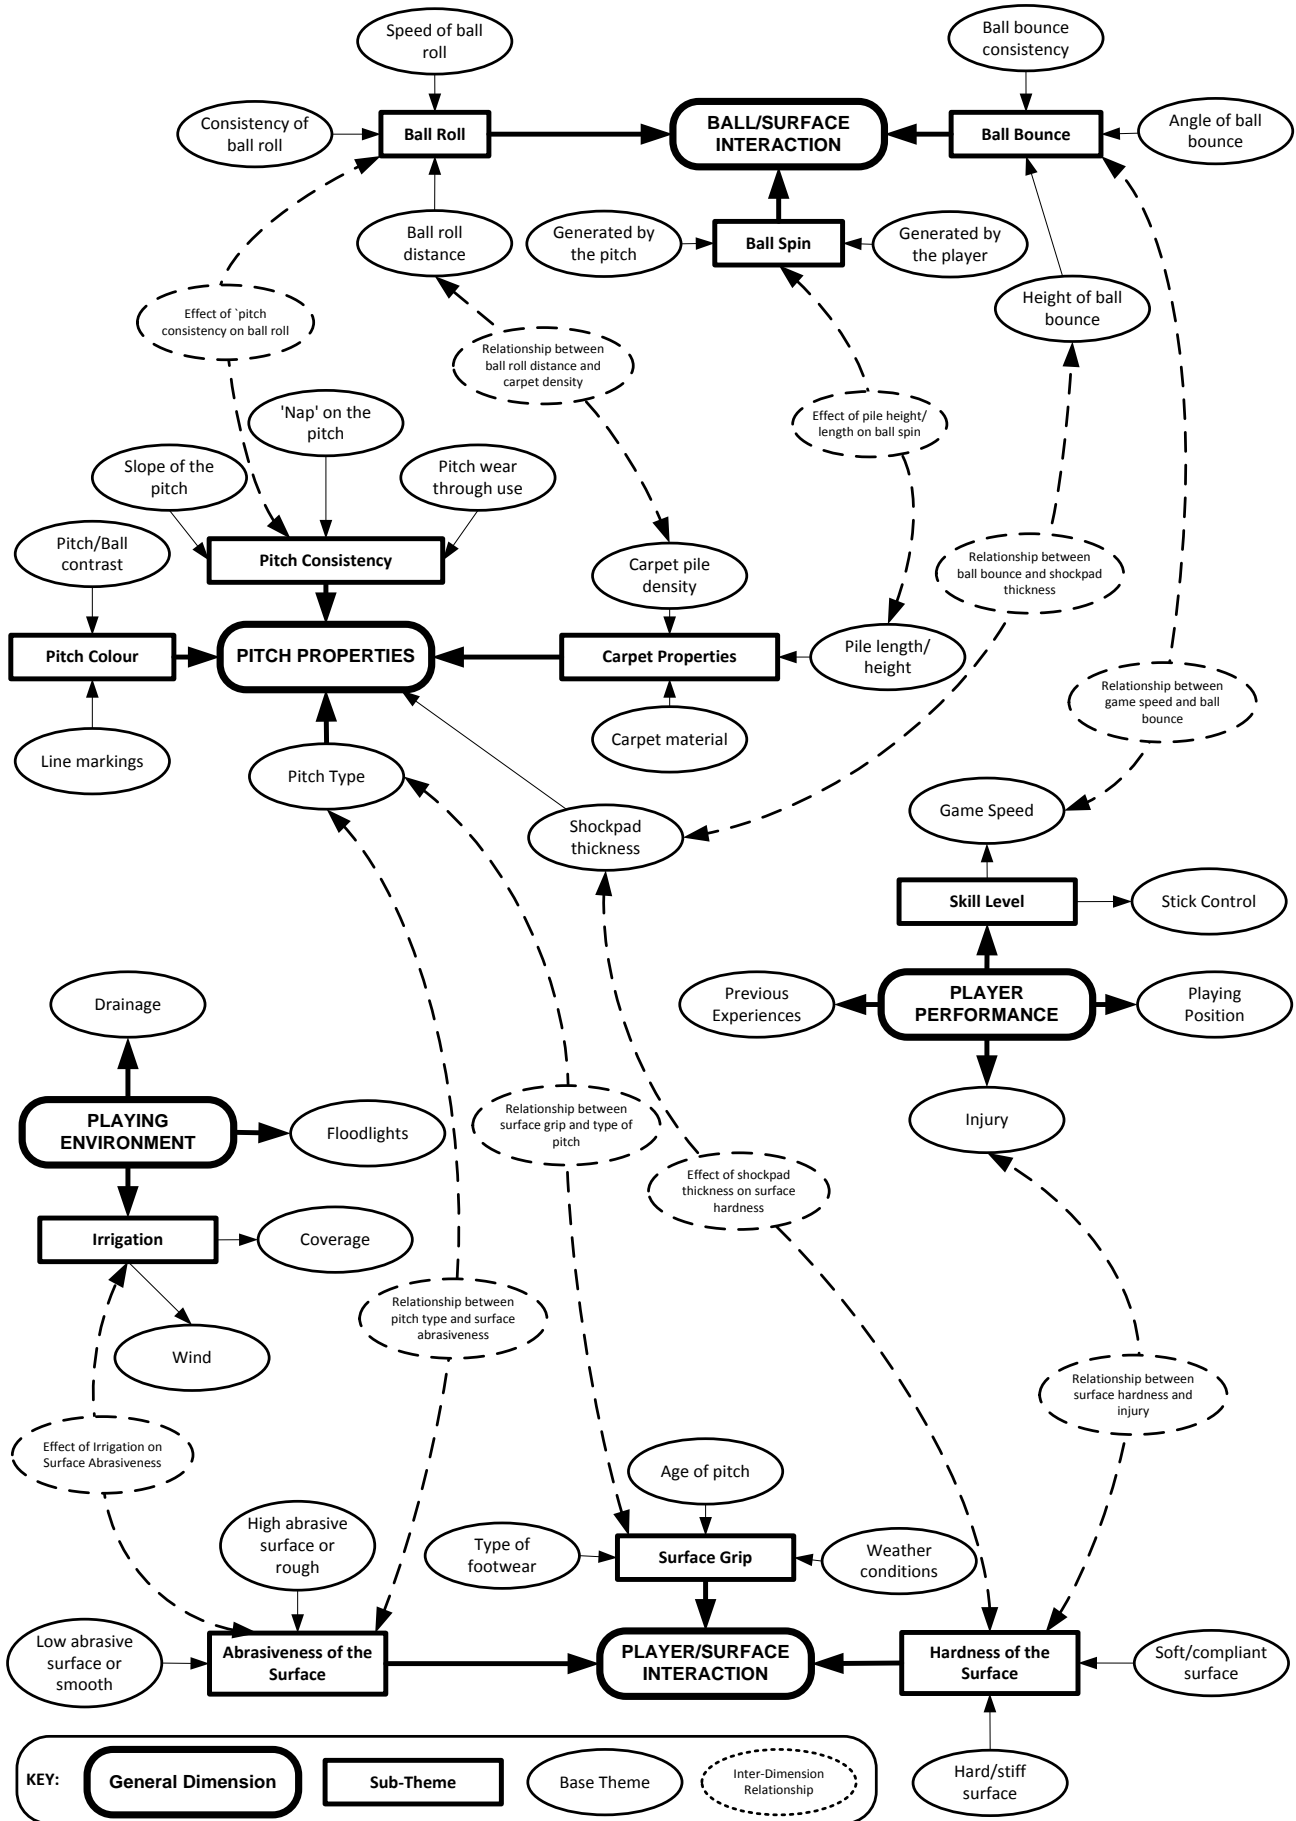 Speed of ball
roll
Ball bounce
consistency
Consistency of
ball roll
Ball Roll
BALL/SURFACE
INTERACTION
Ball Bounce
Angle of ball
bounce
Ball roll
distance
Generated by
the pitch
Ball Spin
Generated by
the player
Height of ball
bounce
Effect of `pitch
consistency on ball roll
Relationship between
ball roll distance and
carpet density
Effect of pile height/
length on ball spin
'Nap' on the
pitch
Slope of the
pitch
Pitch wear
through use
Pitch/Ball
contrast
Pitch Consistency
Carpet pile
density
Relationship between
ball bounce and shockpad
thickness
Pitch Colour
PITCH PROPERTIES
Carpet Properties
Pile length/
height
Relationship between
game speed and ball
bounce
Line markings
Pitch Type
Carpet material
Shockpad
thickness
Game Speed
Skill Level
Stick Control
Drainage
Previous
Experiences
PLAYER
PERFORMANCE
Playing
Position
PLAYING
ENVIRONMENT
Floodlights
Relationship between
surface grip and type of
pitch
Injury
Effect of shockpad
thickness on surface
hardness
Irrigation
Coverage
Wind
Relationship between
pitch type and surface
abrasiveness
Relationship between
surface hardness and
injury
Effect of Irrigation on
Surface Abrasiveness
Age of pitch
High abrasive
surface or
rough
Type of
footwear
Surface Grip
Weather
conditions
Low abrasive
surface or
smooth
Abrasiveness of the
Surface
PLAYER/SURFACE
INTERACTION
Hardness of the
Surface
Soft/compliant
surface
Hard/stiff
surface
KEY:
General Dimension
Sub-Theme
Base Theme
Inter-Dimension
Relationship